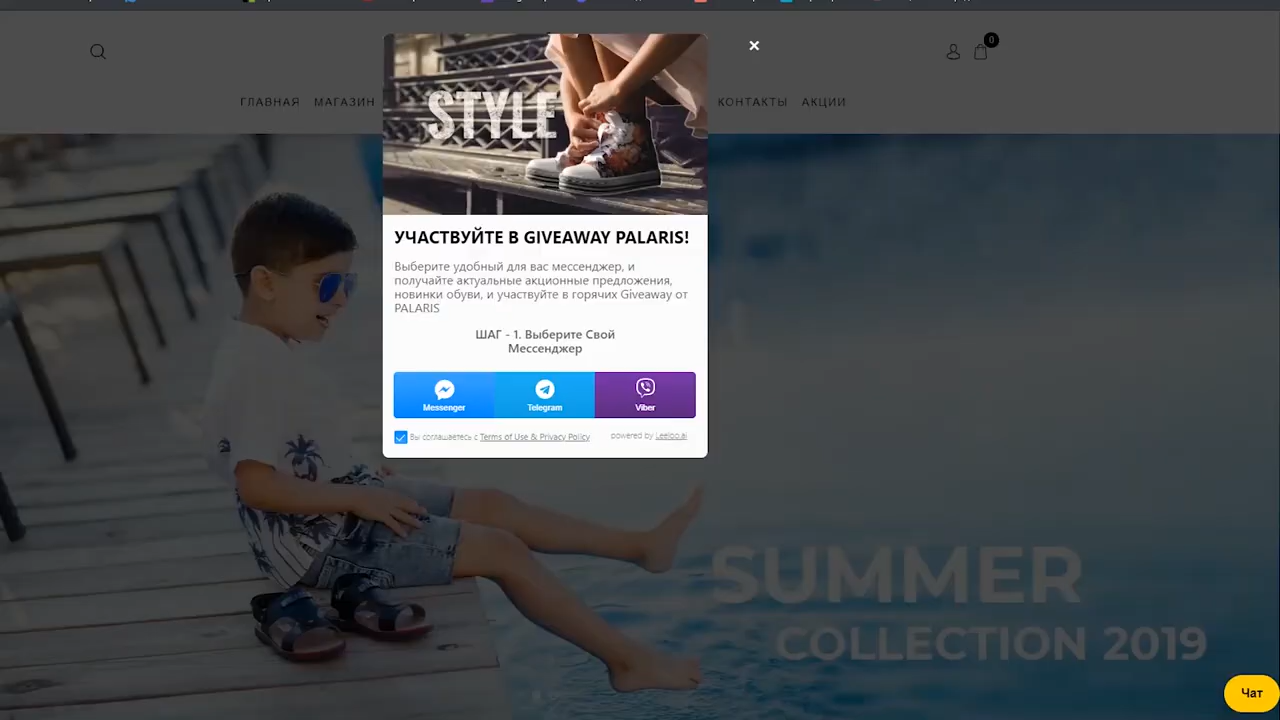 0
ГЛАВНАЯ МАГАЗИН КОНТАКТЫ АКЦИИ
STYLE
УЧАСТВУЙТЕ В GIVEAWAY PALARIS!
Выберите удобный для вас мессенджер, и
получайте актуальные акционные предложения,
новинки обуви, и участвуйте в горячих Giveaway от
PALARIS
ШАГ - 1. Выберите Свой
Мессенджер
Messenger Telegram Viber
Вы соглашаетесь с Terms of Use & Privacy Policy powered by Leeloo.ai
SUMMER
COLLECTION 2019
Чат